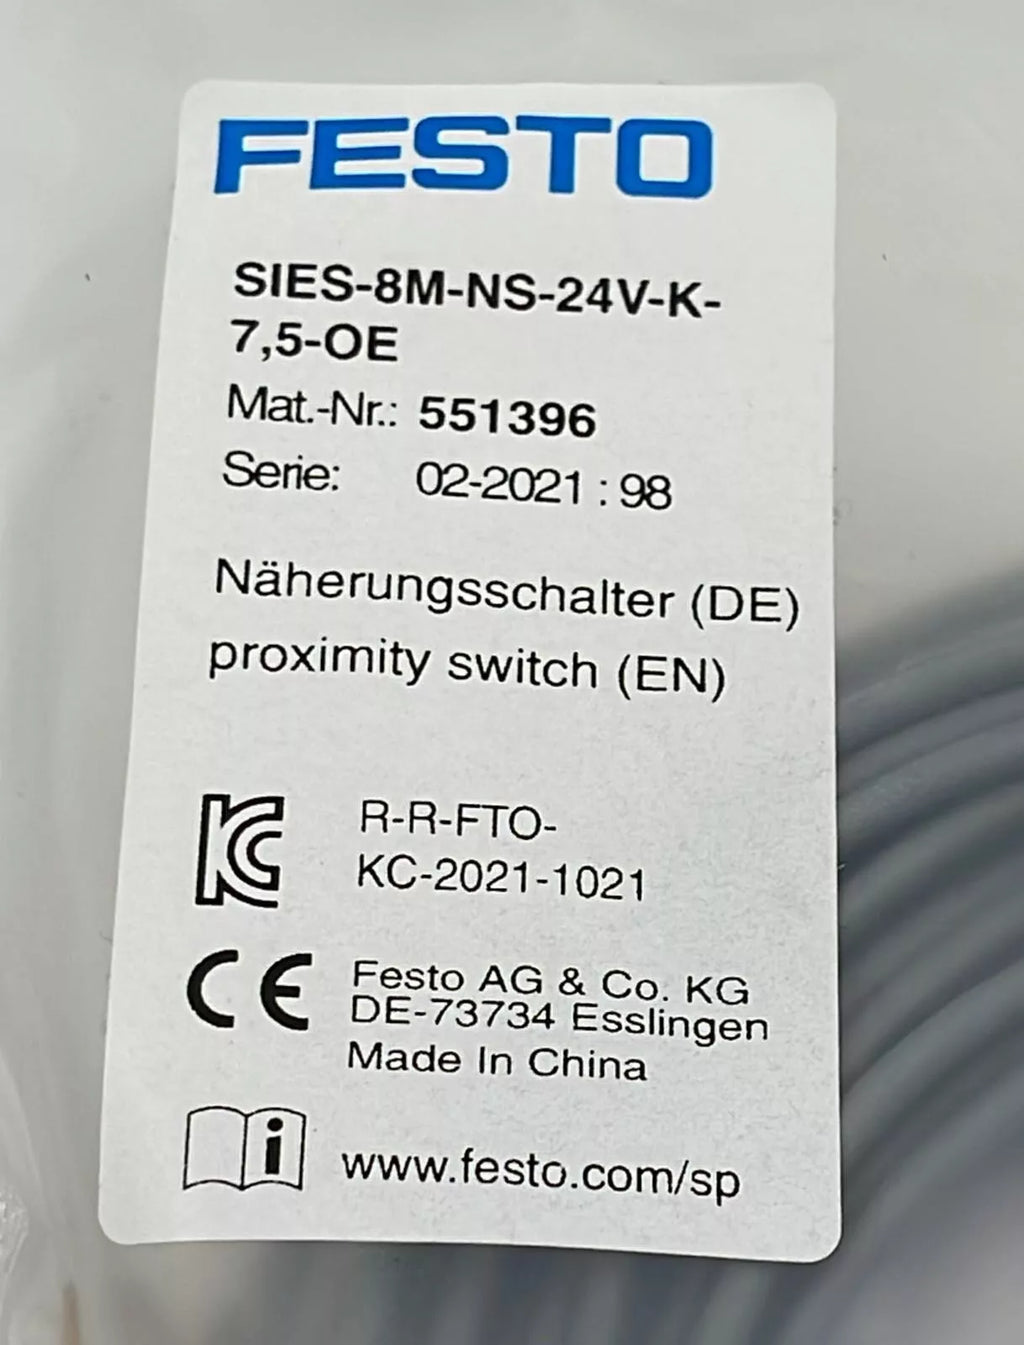 FESTO
SIES-8M-NS-24V-K-
7,5-OE
Mat.-Nr.: 551396
Serie: 02-2021 : 98
Näherungsschalter (DE)
proximity switch (EN)
KC
R-R-FTO-
KC-2021-1021
CE
Festo AG & Co. KG
DE-73734 Esslingen
Made In China
i
www.festo.com/sp